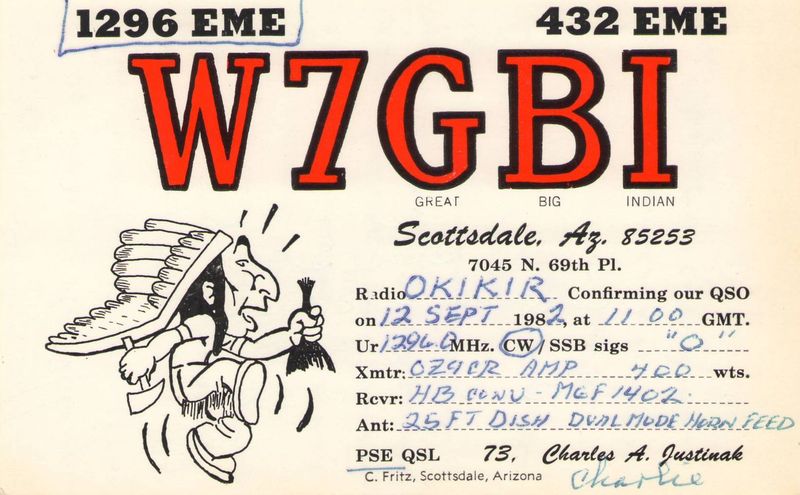 1296 EME 432 EME
W7GBI
GREAT BIG INDIAN
Scottsdale, Az. 85253
7045 N. 69th Pl.
Radio OK1KIR Confirming our QSO
on 12 SEPT 1982, at 11 00 GMT.
Ur 1296.0 MHz. CW/SSB sigs "O"
Xmtr: OZ9CR AMP 400 wts.
Rcvr: HB CONV - MGF1402
Ant: 25 FT DISH DUAL MODE HORN FEED
PSE QSL 73, Charles A. Justinak
C. Fritz, Scottsdale, Arizona Charlie